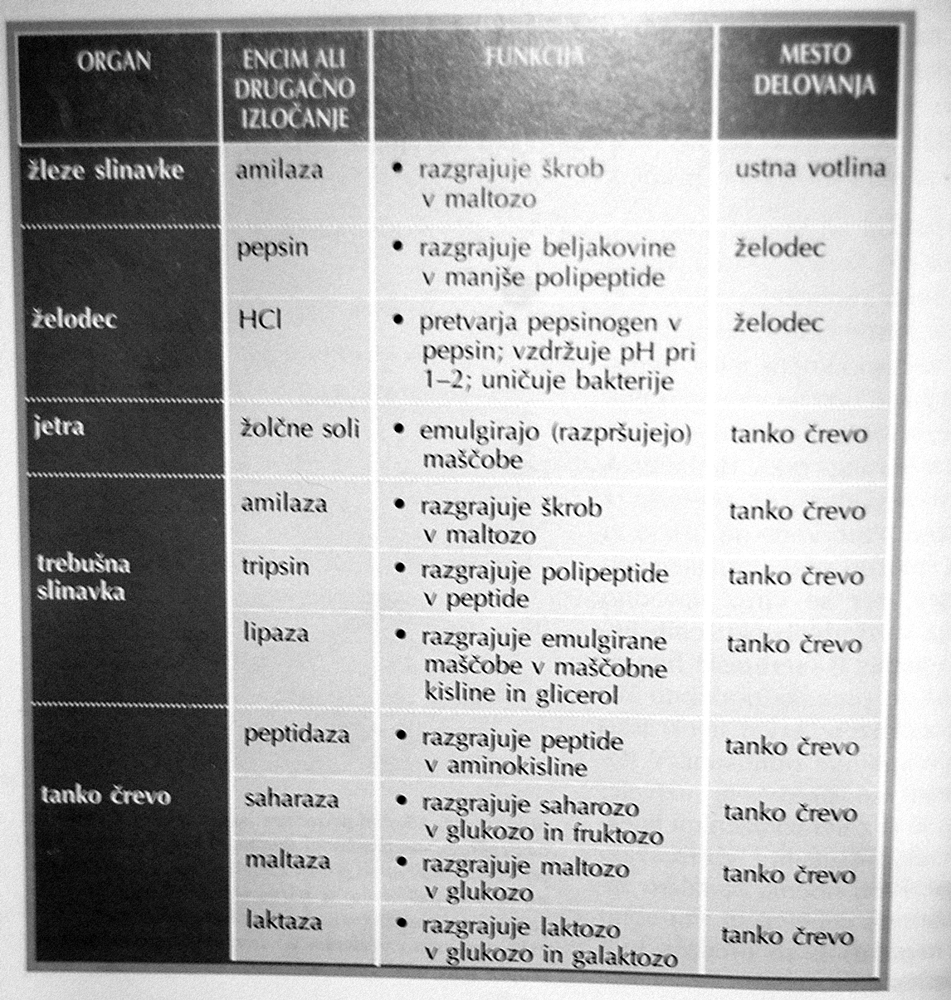 ORGAN
ENCIM ALI
DRUGAČNO
IZLOČANJE
FUNKCIJA
MESTO
DELOVANJA
žleze slinavke
amilaza
• razgrajuje škrob
v maltozo
ustna votlina
želodec
pepsin
• razgrajuje beljakovine
v manjše polipeptide
želodec
HCl
• pretvarja pepsinogen v
pepsin; vzdržuje pH pri
1–2; uničuje bakterije
želodec
jetra
žolčne soli
• emulgirajo (razpršujejo)
maščobe
tanko črevo
trebušna
slinavka
amilaza
• razgrajuje škrob
v maltozo
tanko črevo
tripsin
• razgrajuje polipeptide
v peptide
tanko črevo
lipaza
• razgrajuje emulgirane
maščobe v maščobne
kisline in glicerol
tanko črevo
tanko črevo
peptidaza
• razgrajuje peptide
v aminokisline
tanko črevo
saharaza
• razgrajuje saharozo
v glukozo in fruktozo
tanko črevo
maltaza
• razgrajuje maltozo
v glukozo
tanko črevo
laktaza
• razgrajuje laktozo
v glukozo in galaktozo
tanko črevo